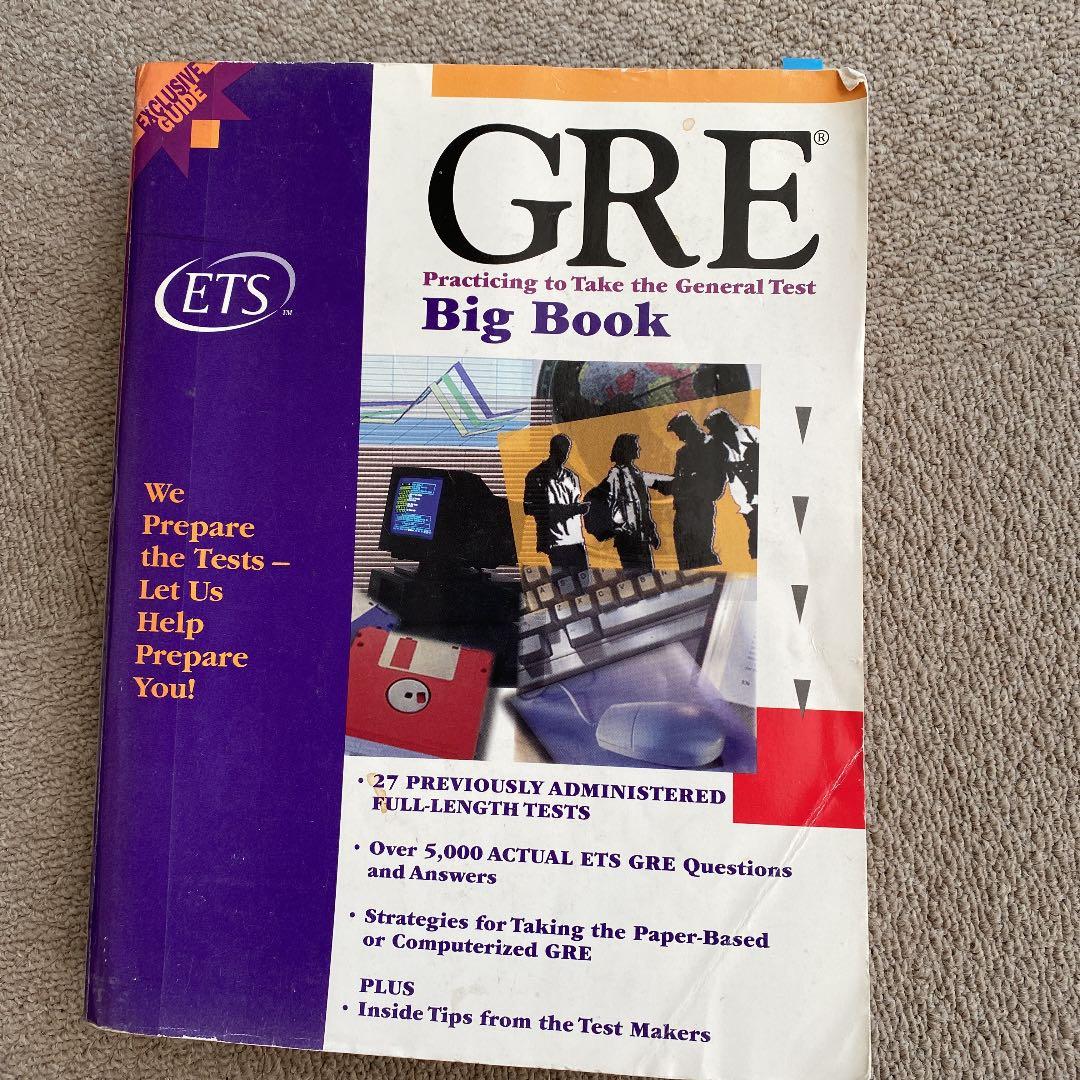 EXCLUSIVE
GUIDE
GRE®
Practicing to Take the General Test
Big Book
ETS™
We
Prepare
the Tests –
Let Us
Help
Prepare
You!
• 27 PREVIOUSLY ADMINISTERED
FULL-LENGTH TESTS
• Over 5,000 ACTUAL ETS GRE Questions
and Answers
• Strategies for Taking the Paper-Based
or Computerized GRE
PLUS
• Inside Tips from the Test Makers